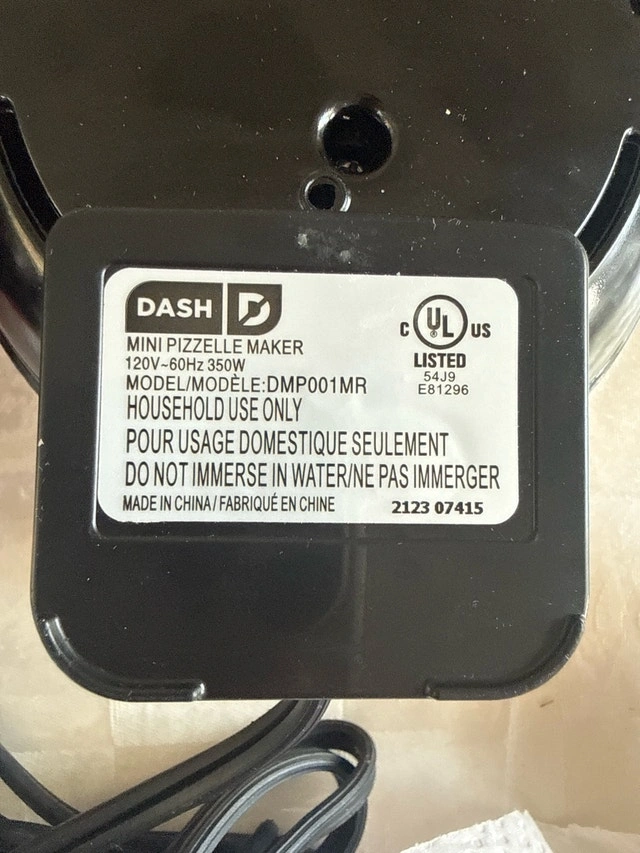 DASH D
MINI PIZZELLE MAKER
120V~60Hz 350W
MODEL/MODÈLE:DMP001MR
HOUSEHOLD USE ONLY
POUR USAGE DOMESTIQUE SEULEMENT
DO NOT IMMERSE IN WATER/NE PAS IMMERGER
MADE IN CHINA/FABRIQUÉ EN CHINE
2123 07415
C UL US
LISTED
54J9
E81296